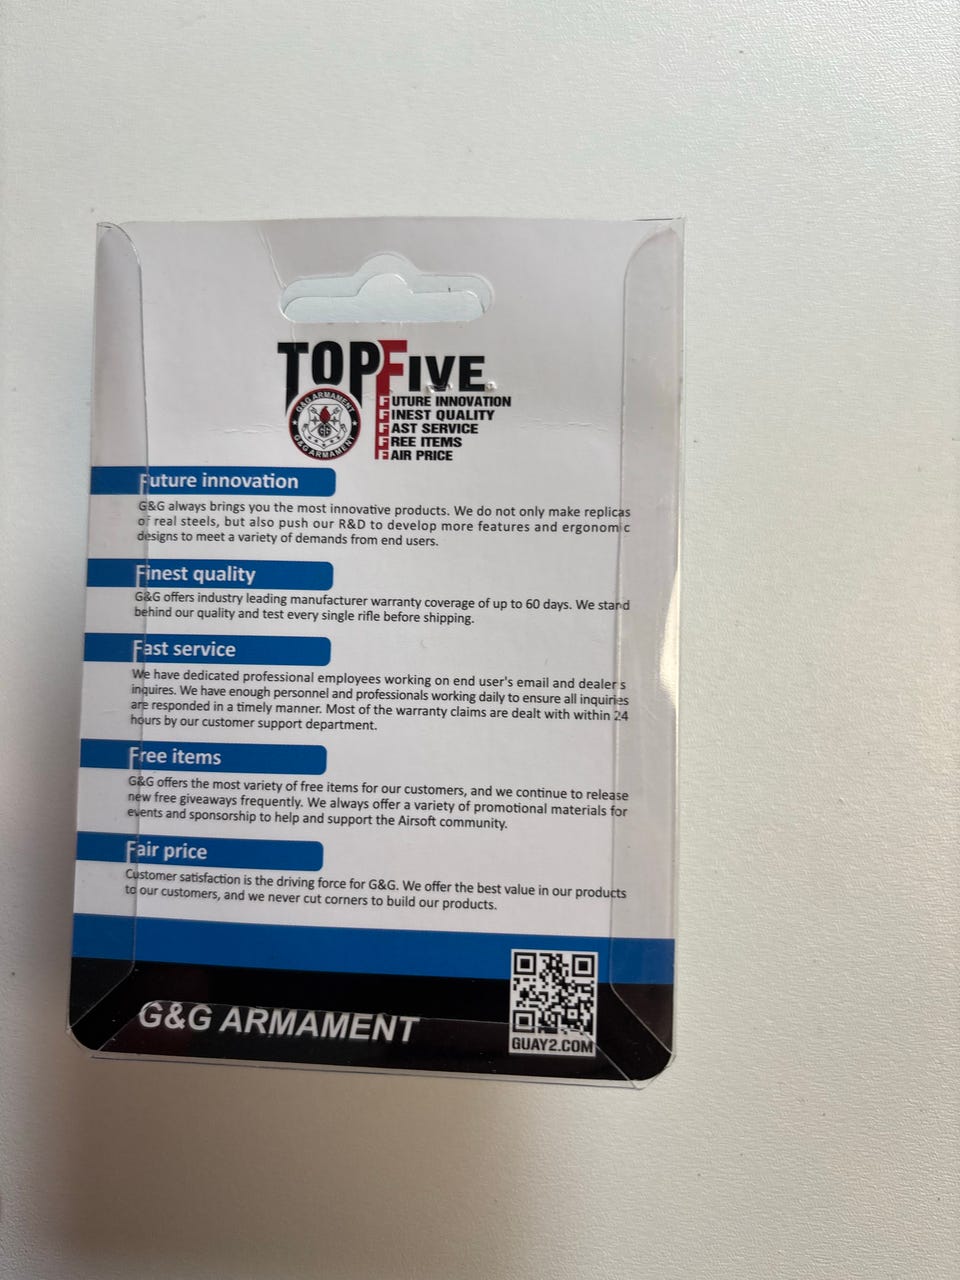 TOPFIVE
FUTURE INNOVATION
FINEST QUALITY
FAST SERVICE
FREE ITEMS
FAIR PRICE
G&G ARMAMENT
GG
G&G ARMAMENT
Future innovation
G&G always brings you the most innovative products. We do not only make replicas
of real steels, but also push our R&D to develop more features and ergonomic
designs to meet a variety of demands from end users.
Finest quality
G&G offers industry leading manufacturer warranty coverage of up to 60 days. We stand
behind our quality and test every single rifle before shipping.
Fast service
We have dedicated professional employees working on end user's email and dealer's
inquires. We have enough personnel and professionals working daily to ensure all inquiries
are responded in a timely manner. Most of the warranty claims are dealt with within 24
hours by our customer support department.
Free items
G&G offers the most variety of free items for our customers, and we continue to release
new free giveaways frequently. We always offer a variety of promotional materials for
events and sponsorship to help and support the Airsoft community.
Fair price
Customer satisfaction is the driving force for G&G. We offer the best value in our products
to our customers, and we never cut corners to build our products.
G&G ARMAMENT
GUAY2.COM